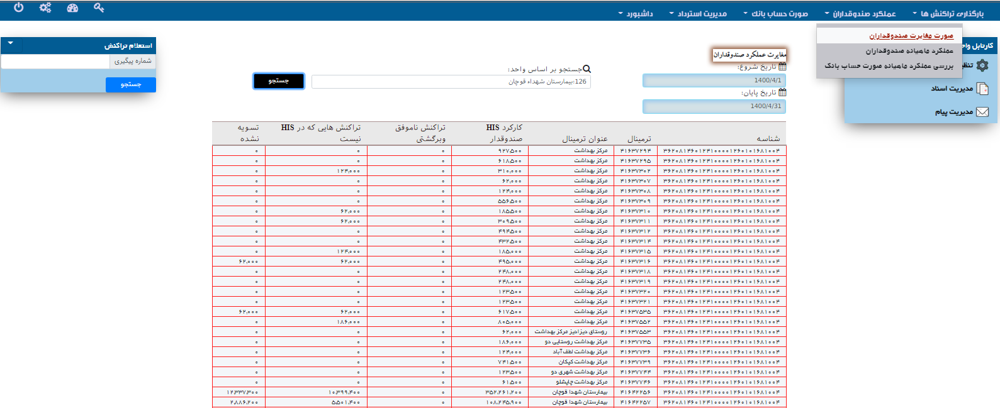 بارگذاری تراکنش ها
عملکرد صندوقداران
صورت حساب بانک
مدیریت استرداد
داشبورد
صورت مغایرت صندوقداران
عملکرد ماهیانه صندوقداران
بررسی عملکرد ماهیانه صورت حساب بانک
مدیریت اسناد
مدیریت پیام
استعلام تراکنش
شماره پیگیری
جستجو
مغایرت عملکرد صندوقداران
تاریخ شروع:
1400/4/1
تاریخ پایان:
1400/4/31
جستجو بر اساس واحد:
126:بیمارستان شهداء قوچان
جستجو
شناسه ترمینال عنوان ترمینال کارکرد HIS صندوقدار تراکنش ناموفق وبرگشتی تراکنش هایی که در HIS نیست تسویه نشده
۳۶۲۰۸۱۴۶۰۱۲۴۱۰۰۰۰۱۲۶۰۱۰۱۶۸۱۰۰۴ ۴۱۶۳۷۲۹۴ مرکز بهداشت ۹۲۷,۵۰۰ ۰ ۰ ۰
۳۶۲۰۸۱۴۶۰۱۲۴۱۰۰۰۰۱۲۶۰۱۰۱۶۸۱۰۰۴ ۴۱۶۳۷۲۹۵ مرکز بهداشت ۶۱۸,۵۰۰ ۰ ۰ ۰
۳۶۲۰۸۱۴۶۰۱۲۴۱۰۰۰۰۱۲۶۰۱۰۱۶۸۱۰۰۴ ۴۱۶۳۷۳۰۲ مرکز بهداشت ۳۱۰,۰۰۰ ۰ ۱۲۴,۰۰۰ ۰
۳۶۲۰۸۱۴۶۰۱۲۴۱۰۰۰۰۱۲۶۰۱۰۱۶۸۱۰۰۴ ۴۱۶۳۷۳۰۷ مرکز بهداشت ۶۲,۰۰۰ ۰ ۰ ۰
۳۶۲۰۸۱۴۶۰۱۲۴۱۰۰۰۰۱۲۶۰۱۰۱۶۸۱۰۰۴ ۴۱۶۳۷۳۰۸ مرکز بهداشت ۱۲۴,۰۰۰ ۰ ۰ ۰
۳۶۲۰۸۱۴۶۰۱۲۴۱۰۰۰۰۱۲۶۰۱۰۱۶۸۱۰۰۴ ۴۱۶۳۷۳۰۹ مرکز بهداشت ۵۵۶,۵۰۰ ۰ ۰ ۰
۳۶۲۰۸۱۴۶۰۱۲۴۱۰۰۰۰۱۲۶۰۱۰۱۶۸۱۰۰۴ ۴۱۶۳۷۳۱۰ مرکز بهداشت ۱۸۵,۵۰۰ ۰ ۶۲,۰۰۰ ۰
۳۶۲۰۸۱۴۶۰۱۲۴۱۰۰۰۰۱۲۶۰۱۰۱۶۸۱۰۰۴ ۴۱۶۳۷۳۱۱ مرکز بهداشت ۳۰۹,۵۰۰ ۰ ۶۲,۰۰۰ ۰
۳۶۲۰۸۱۴۶۰۱۲۴۱۰۰۰۰۱۲۶۰۱۰۱۶۸۱۰۰۴ ۴۱۶۳۷۳۱۲ مرکز بهداشت ۴۹۴,۵۰۰ ۰ ۰ ۰
۳۶۲۰۸۱۴۶۰۱۲۴۱۰۰۰۰۱۲۶۰۱۰۱۶۸۱۰۰۴ ۴۱۶۳۷۳۱۴ مرکز بهداشت ۴۳۲,۵۰۰ ۰ ۰ ۰
۳۶۲۰۸۱۴۶۰۱۲۴۱۰۰۰۰۱۲۶۰۱۰۱۶۸۱۰۰۴ ۴۱۶۳۷۳۱۵ مرکز بهداشت ۱۸۵,۰۰۰ ۰ ۱۲۴,۰۰۰ ۰
۳۶۲۰۸۱۴۶۰۱۲۴۱۰۰۰۰۱۲۶۰۱۰۱۶۸۱۰۰۴ ۴۱۶۳۷۳۱۶ مرکز بهداشت ۴۹۵,۰۰۰ ۰ ۶۲,۰۰۰ ۶۲,۰۰۰
۳۶۲۰۸۱۴۶۰۱۲۴۱۰۰۰۰۱۲۶۰۱۰۱۶۸۱۰۰۴ ۴۱۶۳۷۳۱۸ مرکز بهداشت ۲۴۸,۰۰۰ ۰ ۰ ۰
۳۶۲۰۸۱۴۶۰۱۲۴۱۰۰۰۰۱۲۶۰۱۰۱۶۸۱۰۰۴ ۴۱۶۳۷۳۱۹ مرکز بهداشت ۲۴۸,۰۰۰ ۰ ۰ ۰
۳۶۲۰۸۱۴۶۰۱۲۴۱۰۰۰۰۱۲۶۰۱۰۱۶۸۱۰۰۴ ۴۱۶۳۷۳۲۰ مرکز بهداشت ۱۲۳,۵۰۰ ۰ ۰ ۰
۳۶۲۰۸۱۴۶۰۱۲۴۱۰۰۰۰۱۲۶۰۱۰۱۶۸۱۰۰۴ ۴۱۶۳۷۳۲۱ مرکز بهداشت ۱۲۳,۵۰۰ ۰ ۰ ۰
۳۶۲۰۸۱۴۶۰۱۲۴۱۰۰۰۰۱۲۶۰۱۰۱۶۸۱۰۰۴ ۴۱۶۳۷۵۳۵ مرکز بهداشت ۶۱۷,۵۰۰ ۰ ۶۲,۰۰۰ ۶۲,۰۰۰
۳۶۲۰۸۱۴۶۰۱۲۴۱۰۰۰۰۱۲۶۰۱۰۱۶۸۱۰۰۴ ۴۱۶۳۷۵۵۲ مرکز بهداشت ۸۰۵,۰۰۰ ۰ ۱۸۶,۰۰۰ ۰
۳۶۲۰۸۱۴۶۰۱۲۴۱۰۰۰۰۱۲۶۰۱۰۱۶۸۱۰۰۴ ۴۱۶۳۷۵۵۳ روستای دیزادیز مرکز بهداشت ۶۲,۰۰۰ ۰ ۰ ۰
۳۶۲۰۸۱۴۶۰۱۲۴۱۰۰۰۰۱۲۶۰۱۰۱۶۸۱۰۰۴ ۴۱۶۳۷۷۳۵ مرکز بهداشت روستایی دو ۱۸۶,۰۰۰ ۰ ۰ ۰
۳۶۲۰۸۱۴۶۰۱۲۴۱۰۰۰۰۱۲۶۰۱۰۱۶۸۱۰۰۴ ۴۱۶۳۷۷۳۶ مرکز بهداشت لطف آباد ۱۲۴,۰۰۰ ۰ ۰ ۰
۳۶۲۰۸۱۴۶۰۱۲۴۱۰۰۰۰۱۲۶۰۱۰۱۶۸۱۰۰۴ ۴۱۶۳۷۷۳۹ مرکز بهداشت کپکان ۷۴۱,۵۰۰ ۰ ۰ ۰
۳۶۲۰۸۱۴۶۰۱۲۴۱۰۰۰۰۱۲۶۰۱۰۱۶۸۱۰۰۴ ۴۱۶۳۷۷۴۴ مرکز بهداشت شهری دو ۱۲۳,۵۰۰ ۰ ۰ ۰
۳۶۲۰۸۱۴۶۰۱۲۴۱۰۰۰۰۱۲۶۰۱۰۱۶۸۱۰۰۴ ۴۱۶۳۷۷۴۶ مرکز بهداشت چاپشلو ۶۱,۵۰۰ ۰ ۰ ۰
۳۶۲۰۸۱۴۶۰۱۲۴۱۰۰۰۰۱۲۶۰۱۰۱۶۸۱۰۰۴ ۴۱۶۴۲۲۵۶ بیمارستان شهدا قوچان ۳۵۲,۲۶۱,۲۰۰ ۰ ۱۰,۳۹۹,۴۰۰ ۱۲,۳۳۷,۳۰۰
۳۶۲۰۸۱۴۶۰۱۲۴۱۰۰۰۰۱۲۶۰۱۰۱۶۸۱۰۰۴ ۴۱۶۴۲۲۵۷ بیمارستان شهدا قوچان ۱۰۸,۲۴۵,۹۰۰ ۰ ۵,۵۰۱,۴۰۰ ۲,۸۸۶,۲۰۰